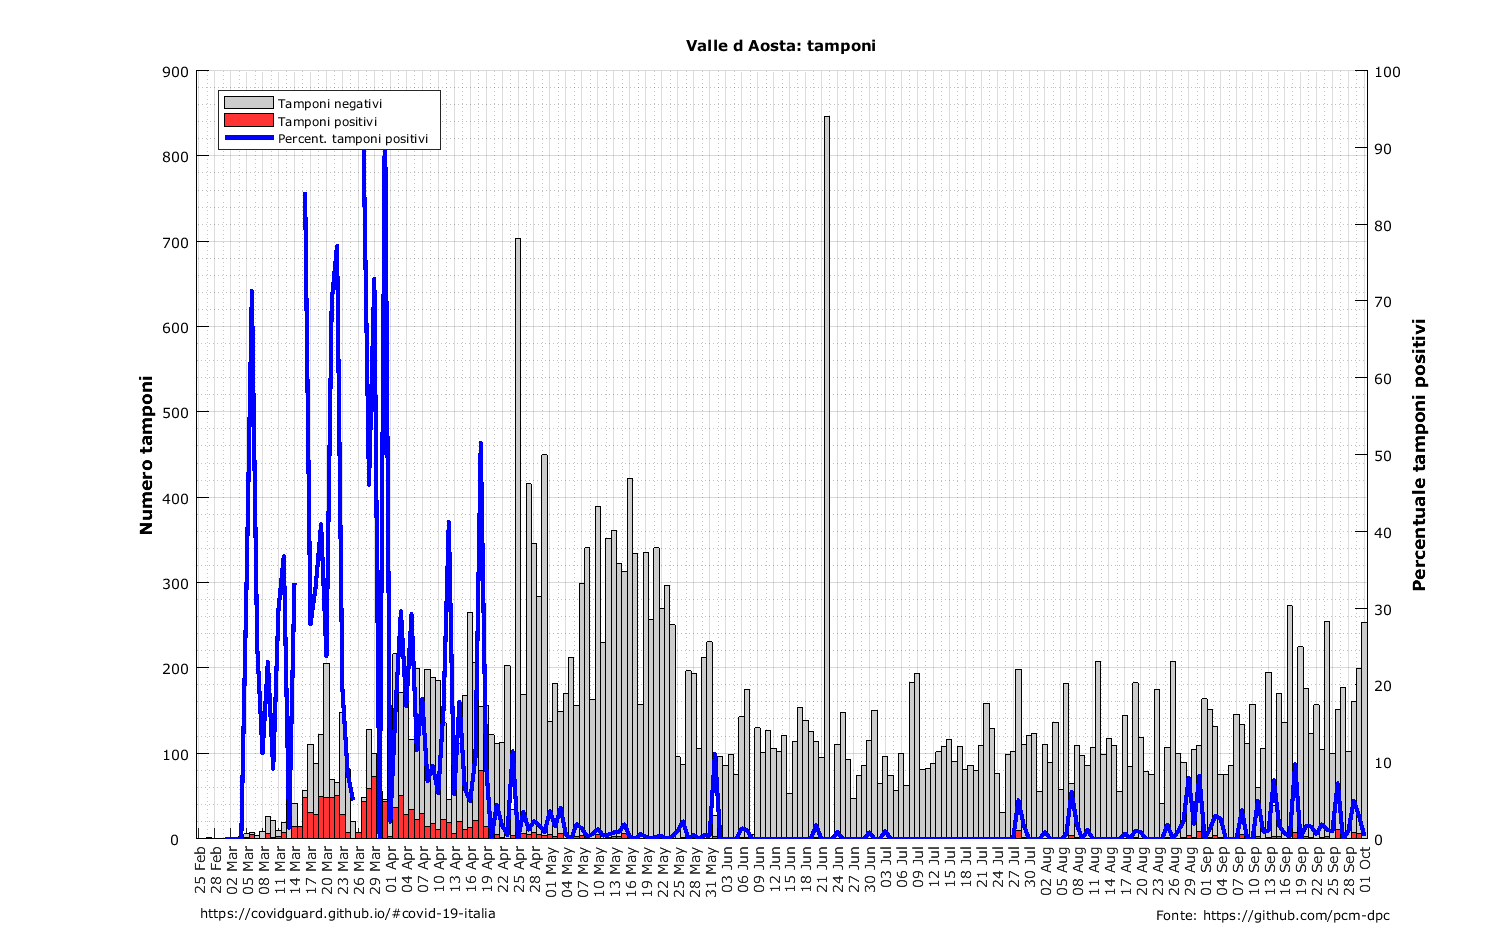 Valle d Aosta: tamponi
Tamponi negativi
Tamponi positivi
Percent. tamponi positivi
Numero tamponi
900
800
700
600
500
400
300
200
100
0
100
90
80
70
60
50
40
30
20
10
0
Percentuale tamponi positivi
25 Feb
28 Feb
02 Mar
05 Mar
08 Mar
11 Mar
14 Mar
17 Mar
20 Mar
23 Mar
26 Mar
29 Mar
01 Apr
04 Apr
07 Apr
10 Apr
13 Apr
16 Apr
19 Apr
22 Apr
25 Apr
28 Apr
01 May
04 May
07 May
10 May
13 May
16 May
19 May
22 May
25 May
28 May
31 May
03 Jun
06 Jun
09 Jun
12 Jun
15 Jun
18 Jun
21 Jun
24 Jun
27 Jun
30 Jun
03 Jul
06 Jul
09 Jul
12 Jul
15 Jul
18 Jul
21 Jul
24 Jul
27 Jul
30 Jul
02 Aug
05 Aug
08 Aug
11 Aug
14 Aug
17 Aug
20 Aug
23 Aug
26 Aug
29 Aug
01 Sep
04 Sep
07 Sep
10 Sep
13 Sep
16 Sep
19 Sep
22 Sep
25 Sep
28 Sep
01 Oct
https://covidguard.github.io/#covid-19-italia
Fonte: https://github.com/pcm-dpc